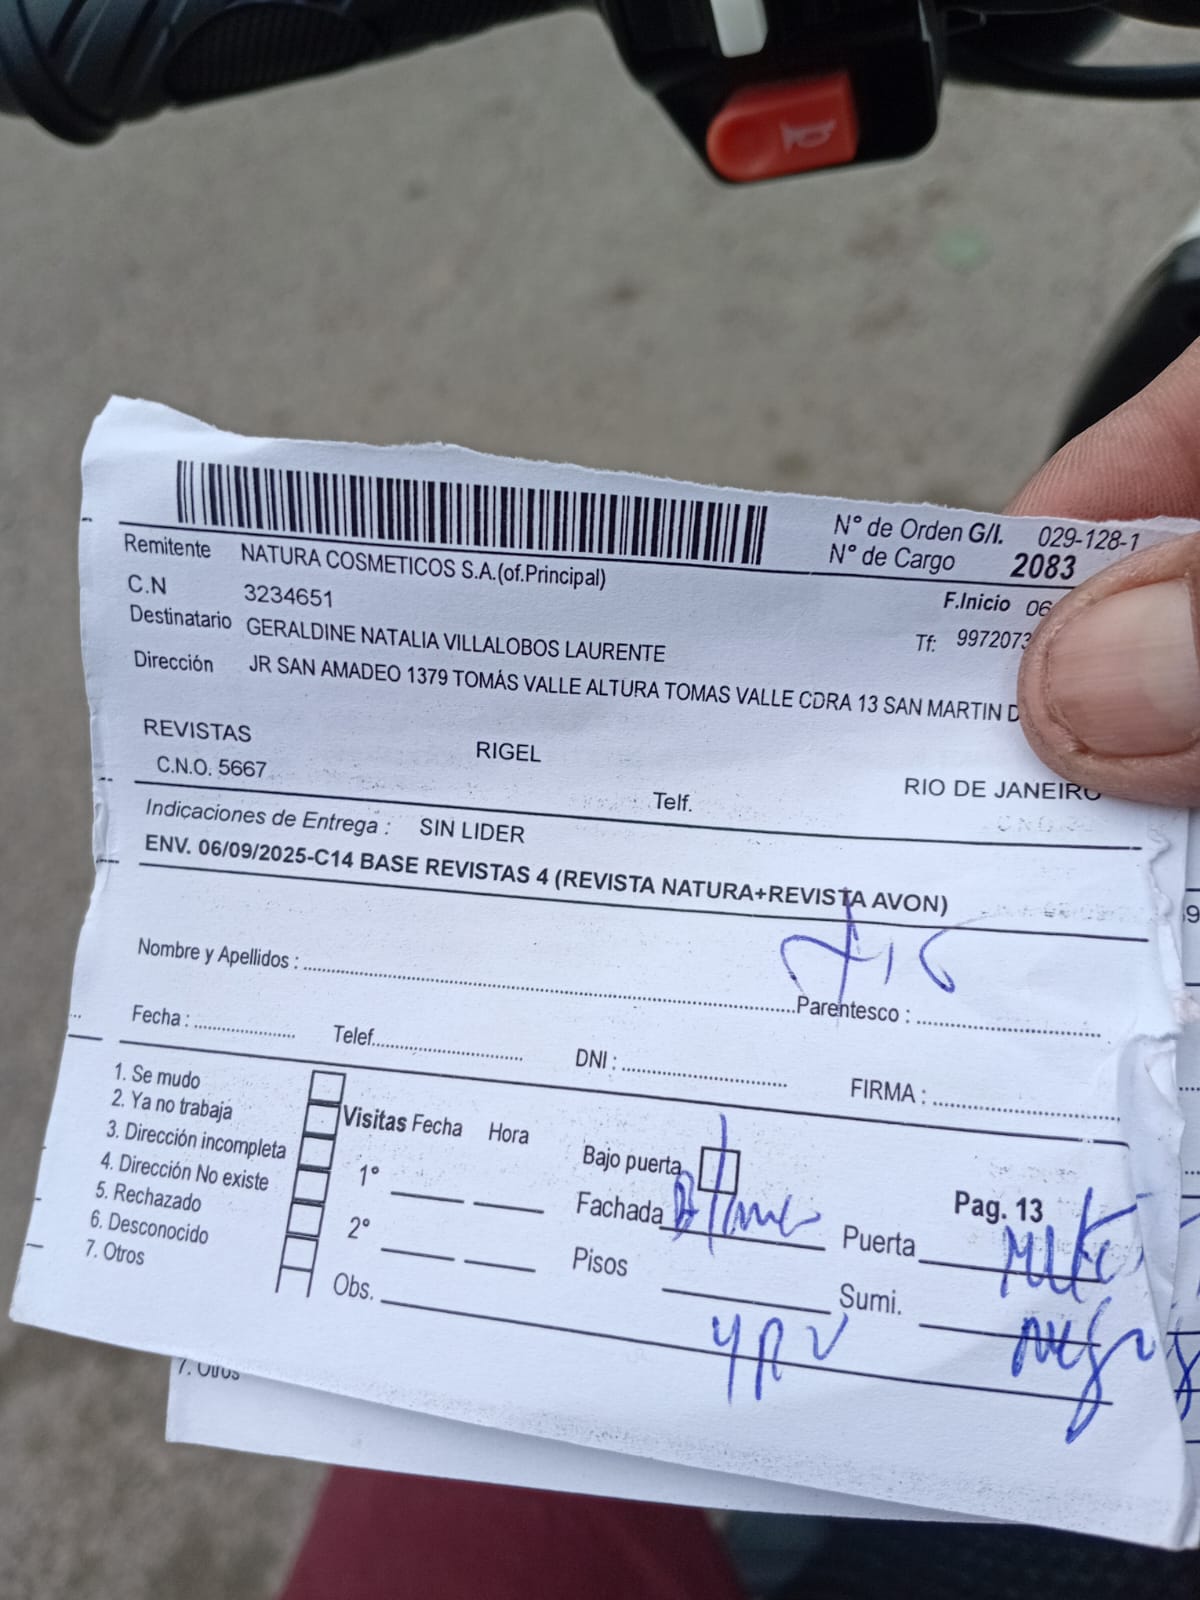 N° de Orden G/I. 029-128-1
N° de Cargo 2083
Remitente NATURA COSMETICOS S.A.(of.Principal)
F.Inicio 06
C.N 3234651
Tf: 9972073
Destinatario GERALDINE NATALIA VILLALOBOS LAURENTE
Dirección JR SAN AMADEO 1379 TOMÁS VALLE ALTURA TOMAS VALLE CDRA 13 SAN MARTIN D
REVISTAS RIGEL RIO DE JANEIRO
C.N.O. 5667 Telf.
Indicaciones de Entrega : SIN LIDER
ENV. 06/09/2025-C14 BASE REVISTAS 4 (REVISTA NATURA+REVISTA AVON)
Nombre y Apellidos : Parentesco :
Fecha : Telef. DNI : FIRMA :
1. Se mudo
2. Ya no trabaja
3. Dirección incompleta
4. Dirección No existe
5. Rechazado
6. Desconocido
7. Otros
Visitas Fecha Hora
1°
2°
Obs.
Bajo puerta
Fachada
Pisos
Pag. 13
Puerta
Sumi.
7. Otros